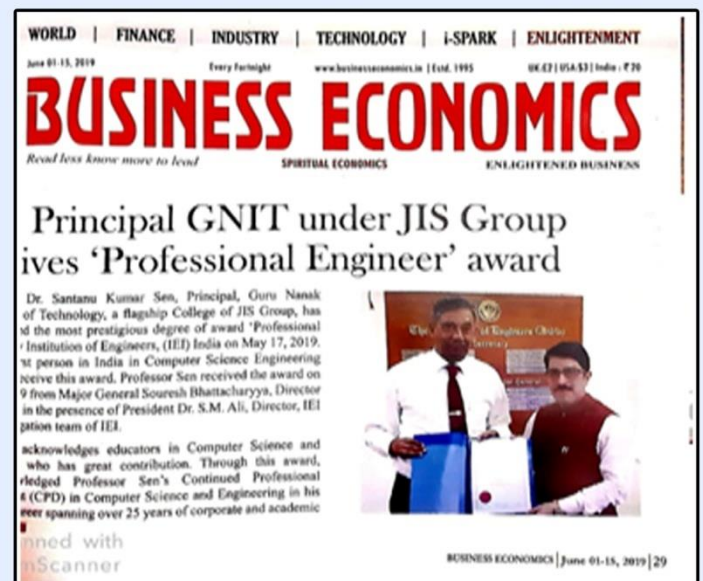 WORLD | FINANCE | INDUSTRY | TECHNOLOGY | i-SPARK | ENLIGHTENMENT
June 01-15, 2019 Every Fortnight www.businesseconomics.in | Estd. 1995 UK:£2 | USA:$3 | India : ₹20
BUSINESS ECONOMICS
Read less know more to lead SPIRITUAL ECONOMICS ENLIGHTENED BUSINESS
Principal GNIT under JIS Group
ives ‘Professional Engineer’ award
Dr. Santanu Kumar Sen, Principal, Guru Nanak
of Technology, a flagship College of JIS Group, has
d the most prestigious degree of award ‘Professional
Institution of Engineers, (IEI) India on May 17, 2019.
st person in India in Computer Science Engineering
ceive this award. Professor Sen received the award on
9 from Major General Souresh Bhattacharyya, Director
in the presence of President Dr. S.M. Ali, Director, IEI
gation team of IEI.
acknowledges educators in Computer Science and
who has great contribution. Through this award,
ledged Professor Sen's Continued Professional
(CPD) in Computer Science and Engineering in his
eer spanning over 25 years of corporate and academic
The of Engineers
nned with
nScanner
BUSINESS ECONOMICS | June 01-15, 2019 | 29